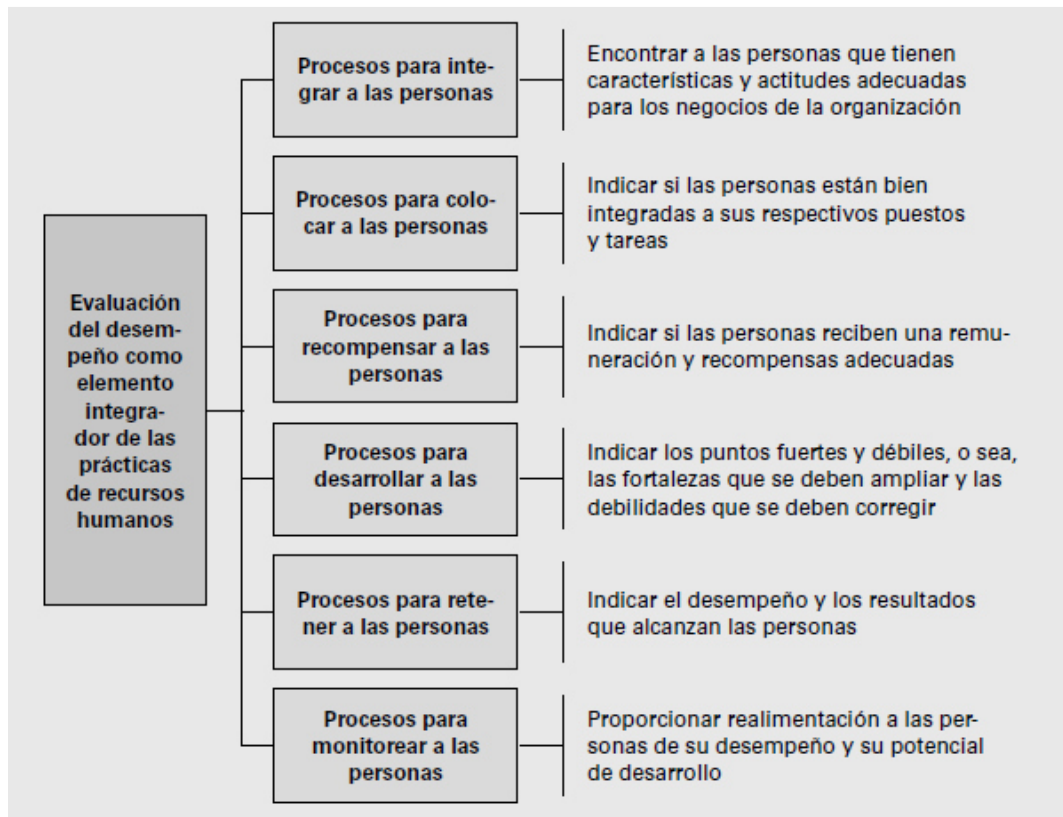 Evaluación
del desem-
peño como
elemento
integra-
dor de las
prácticas
de recursos
humanos
Procesos para inte-
grar a las personas
Encontrar a las personas que tienen
características y actitudes adecuadas
para los negocios de la organización
Procesos para colo-
car a las personas
Indicar si las personas están bien
integradas a sus respectivos puestos
y tareas
Procesos para
recompensar a las
personas
Indicar si las personas reciben una remu-
neración y recompensas adecuadas
Procesos para
desarrollar a las
personas
Indicar los puntos fuertes y débiles, o sea,
las fortalezas que se deben ampliar y las
debilidades que se deben corregir
Procesos para rete-
ner a las personas
Indicar el desempeño y los resultados
que alcanzan las personas
Procesos para
monitorear a las
personas
Proporcionar realimentación a las per-
sonas de su desempeño y su potencial
de desarrollo